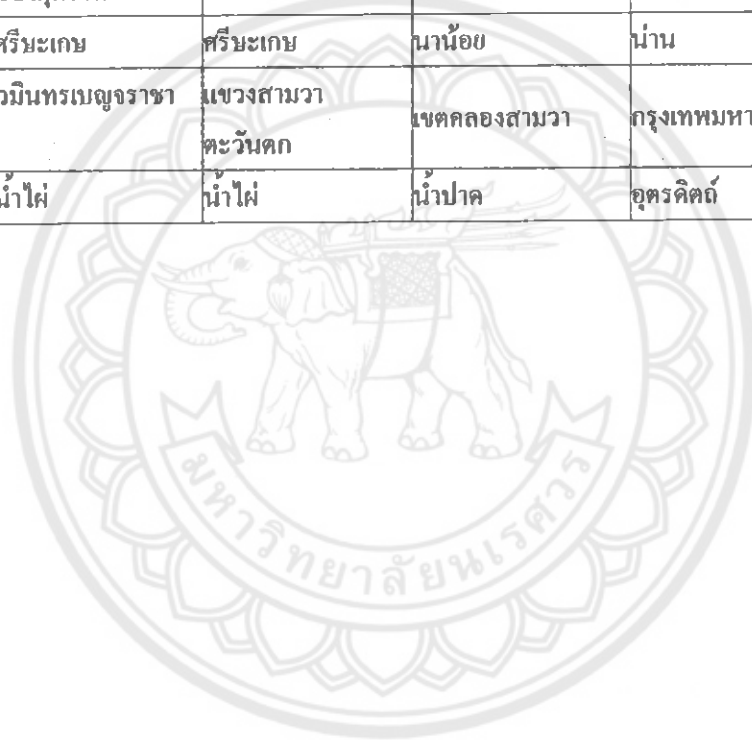 ศรีษะเกษ ศรีษะเกษ นาน้อย น่าน
วมินทรเบญจราชา แขวงสามวา
ตะวันตก เขตคลองสามวา กรุงเทพมหา
น้ำไผ่ น้ำไผ่ น้ำปาด อุตรดิตถ์
มหาวิทยาลัยนเรศวร